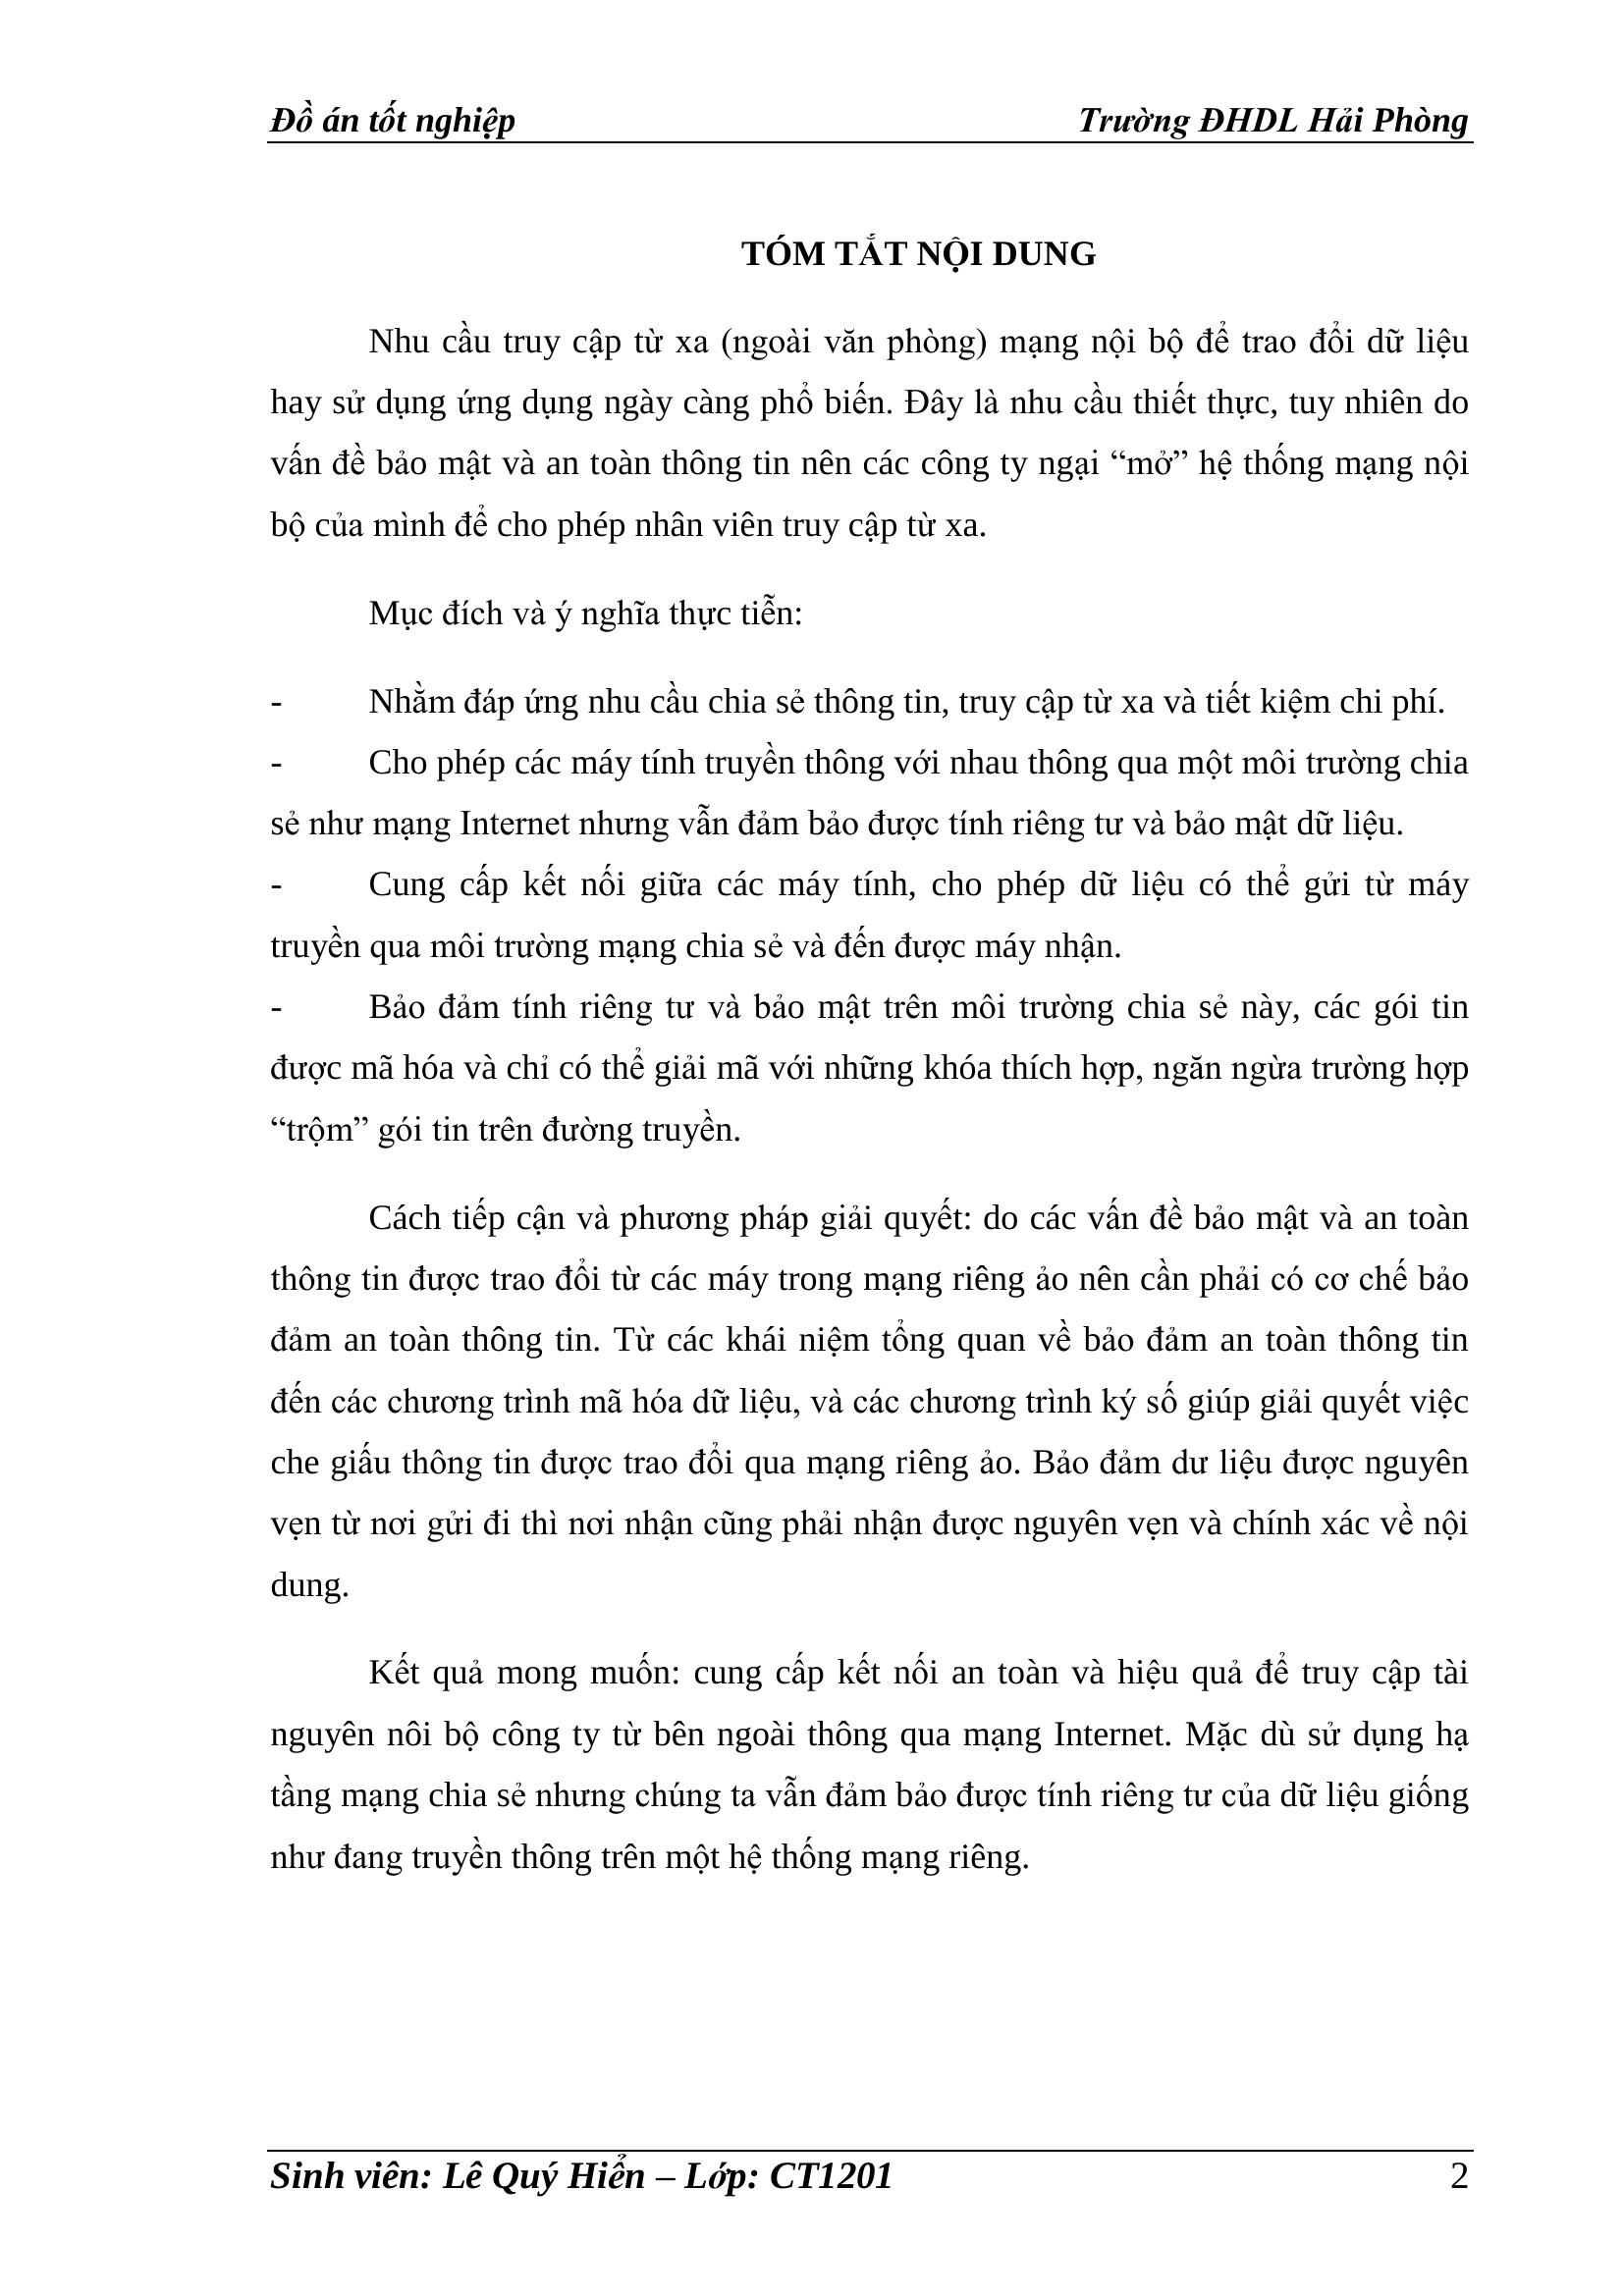 Đồ án tốt nghiệp Trường ĐHDL Hải Phòng
TÓM TẮT NỘI DUNG
Nhu cầu truy cập từ xa (ngoài văn phòng) mạng nội bộ để trao đổi dữ liệu
hay sử dụng ứng dụng ngày càng phổ biến. Đây là nhu cầu thiết thực, tuy nhiên do
vấn đề bảo mật và an toàn thông tin nên các công ty ngại “mở” hệ thống mạng nội
bộ của mình để cho phép nhân viên truy cập từ xa.
Mục đích và ý nghĩa thực tiễn:
- Nhằm đáp ứng nhu cầu chia sẻ thông tin, truy cập từ xa và tiết kiệm chi phí.
- Cho phép các máy tính truyền thông với nhau thông qua một môi trường chia
sẻ như mạng Internet nhưng vẫn đảm bảo được tính riêng tư và bảo mật dữ liệu.
- Cung cấp kết nối giữa các máy tính, cho phép dữ liệu có thể gửi từ máy
truyền qua môi trường mạng chia sẻ và đến được máy nhận.
- Bảo đảm tính riêng tư và bảo mật trên môi trường chia sẻ này, các gói tin
được mã hóa và chỉ có thể giải mã với những khóa thích hợp, ngăn ngừa trường hợp
“trộm” gói tin trên đường truyền.
Cách tiếp cận và phương pháp giải quyết: do các vấn đề bảo mật và an toàn
thông tin được trao đổi từ các máy trong mạng riêng ảo nên cần phải có cơ chế bảo
đảm an toàn thông tin. Từ các khái niệm tổng quan về bảo đảm an toàn thông tin
đến các chương trình mã hóa dữ liệu, và các chương trình ký số giúp giải quyết việc
che giấu thông tin được trao đổi qua mạng riêng ảo. Bảo đảm dư liệu được nguyên
vẹn từ nơi gửi đi thì nơi nhận cũng phải nhận được nguyên vẹn và chính xác về nội
dung.
Kết quả mong muốn: cung cấp kết nối an toàn và hiệu quả để truy cập tài
nguyên nôi bộ công ty từ bên ngoài thông qua mạng Internet. Mặc dù sử dụng hạ
tầng mạng chia sẻ nhưng chúng ta vẫn đảm bảo được tính riêng tư của dữ liệu giống
như đang truyền thông trên một hệ thống mạng riêng.
Sinh viên: Lê Quý Hiển – Lớp: CT1201 2